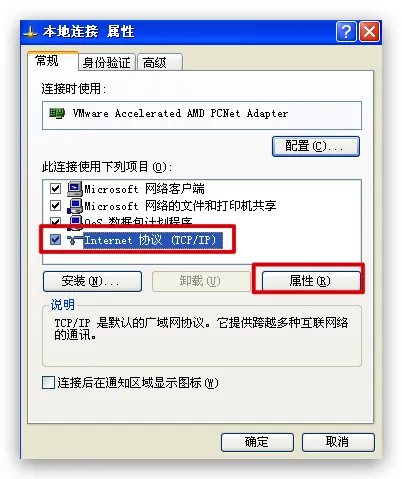 本地连接 属性
常规 身份验证 高级
连接时使用:
VMware Accelerated AMD PCNet Adapter
配置(C)...
此连接使用下列项目(O):
Microsoft 网络客户端
Microsoft 网络的文件和打印机共享
QoS 数据包计划程序
Internet 协议 (TCP/IP)
安装(N)... 卸载(U) 属性(R)
说明
TCP/IP 是默认的广域网协议。它提供跨越多种互联网络
的通讯。
连接后在通知区域显示图标(W)
确定 取消